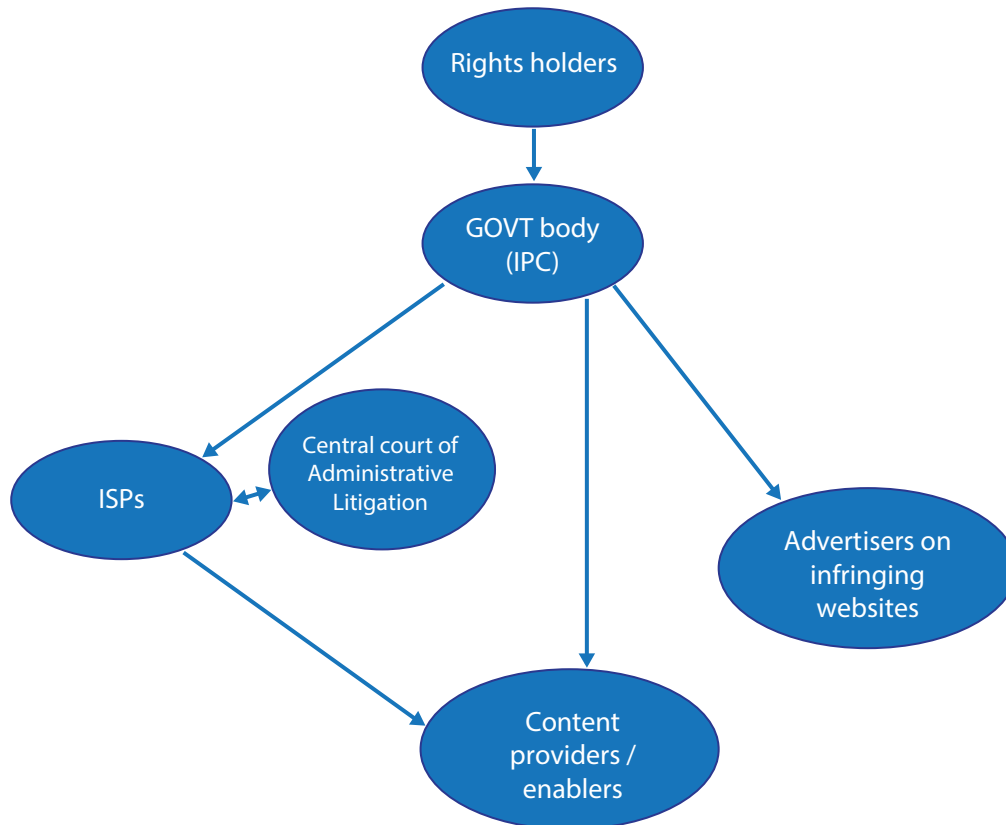 Rights holders
GOVT body
(IPC)
Central court of
Administrative
Litigation
ISPs
Advertisers on
infringing
websites
Content
providers /
enablers